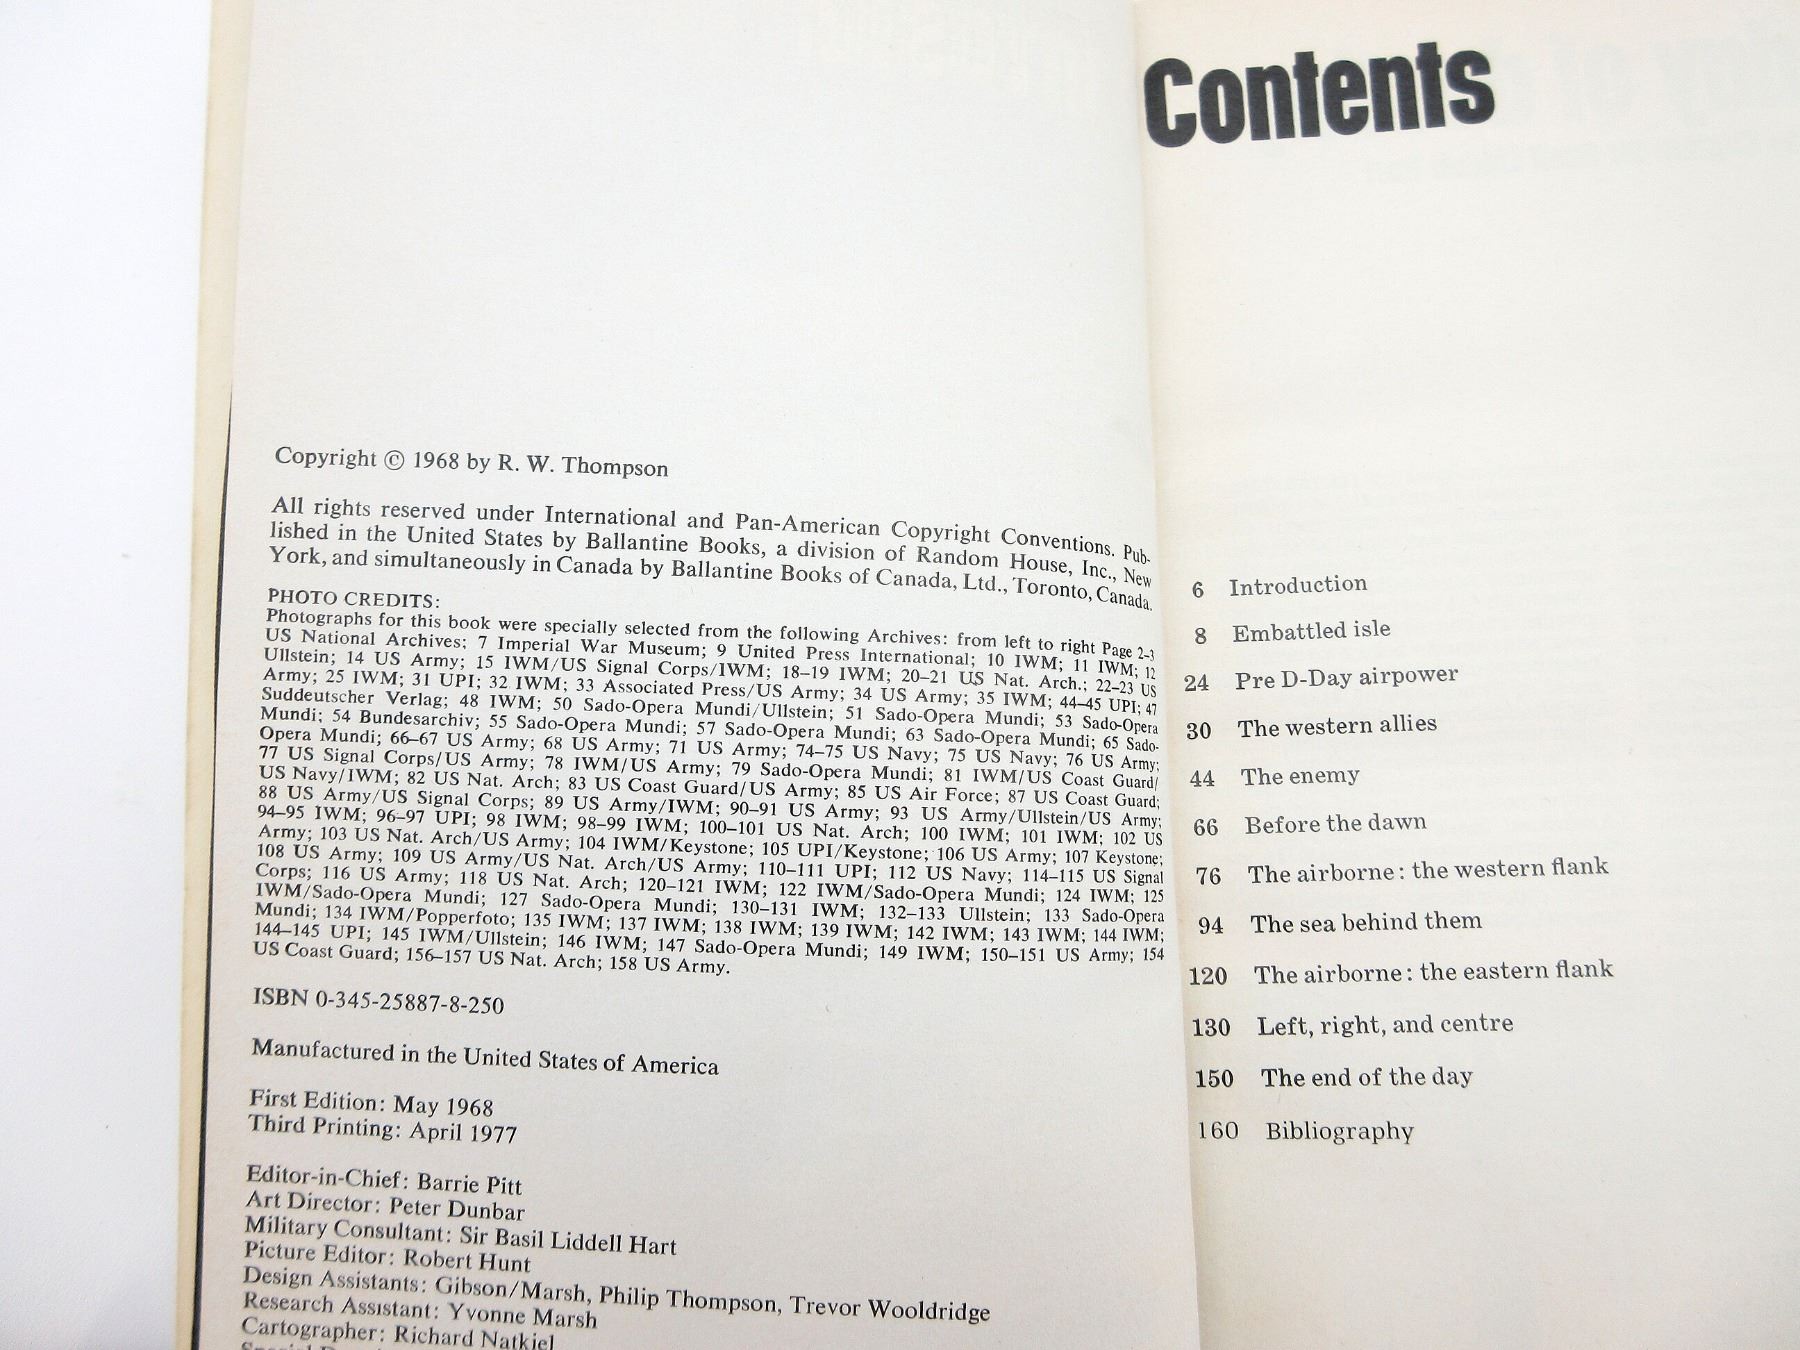 Copyright © 1968 by R. W. Thompson
All rights reserved under International and Pan-American Copyright Conventions. Pub-
lished in the United States by Ballantine Books, a division of Random House, Inc., New
York, and simultaneously in Canada by Ballantine Books of Canada, Ltd., Toronto, Canada.
PHOTO CREDITS:
Photographs for this book were specially selected from the following Archives: from left to right Page 2–3
US National Archives; 7 Imperial War Museum; 9 United Press International; 10 IWM; 11 IWM; 12
Ullstein; 14 US Army; 15 IWM/US Signal Corps/IWM; 18–19 IWM; 20–21 US Nat. Arch.; 22–23 US
Army; 25 IWM; 31 UPI; 32 IWM; 33 Associated Press/US Army; 34 US Army; 35 IWM; 44–45 UPI; 47
Suddeutscher Verlag; 48 IWM; 50 Sado-Opera Mundi/Ullstein; 51 Sado-Opera Mundi; 53 Sado-Opera
Mundi; 54 Bundesarchiv; 55 Sado-Opera Mundi; 57 Sado-Opera Mundi; 63 Sado-Opera Mundi; 65 Sado-
Opera Mundi; 66–67 US Army; 68 US Army; 71 US Army; 74–75 US Navy; 75 US Navy; 76 US Army;
77 US Signal Corps/US Army; 78 IWM/US Army; 79 Sado-Opera Mundi; 81 IWM/US Coast Guard/
US Navy/IWM; 82 US Nat. Arch; 83 US Coast Guard/US Army; 85 US Air Force; 87 US Coast Guard;
88 US Army/US Signal Corps; 89 US Army/IWM; 90–91 US Army; 93 US Army/Ullstein/US Army;
94–95 IWM; 96–97 UPI; 98 IWM; 98–99 IWM; 100–101 US Nat. Arch; 100 IWM; 101 IWM; 102 US
Army; 103 US Nat. Arch/US Army; 104 IWM/Keystone; 105 UPI/Keystone; 106 US Army; 107 Keystone;
108 US Army; 109 US Army/US Nat. Arch/US Army; 110–111 UPI; 112 US Navy; 114–115 US Signal
Corps; 116 US Army; 118 US Nat. Arch; 120–121 IWM; 122 IWM/Sado-Opera Mundi; 124 IWM; 125
IWM/Sado-Opera Mundi; 127 Sado-Opera Mundi; 130–131 IWM; 132–133 Ullstein; 133 Sado-Opera
Mundi; 134 IWM/Popperfoto; 135 IWM; 137 IWM; 138 IWM; 139 IWM; 142 IWM; 143 IWM; 144 IWM;
144–145 UPI; 145 IWM/Ullstein; 146 IWM; 147 Sado-Opera Mundi; 149 IWM; 150–151 US Army; 154
US Coast Guard; 156–157 US Nat. Arch; 158 US Army.
ISBN 0-345-25887-8-250
Manufactured in the United States of America
First Edition: May 1968
Third Printing: April 1977
Editor-in-Chief: Barrie Pitt
Art Director: Peter Dunbar
Military Consultant: Sir Basil Liddell Hart
Picture Editor: Robert Hunt
Design Assistants: Gibson/Marsh, Philip Thompson, Trevor Wooldridge
Research Assistant: Yvonne Marsh
Cartographer: Richard Natkiel
Contents
6 Introduction
8 Embattled isle
24 Pre D-Day airpower
30 The western allies
44 The enemy
66 Before the dawn
76 The airborne: the western flank
94 The sea behind them
120 The airborne: the eastern flank
130 Left, right, and centre
150 The end of the day
160 Bibliography